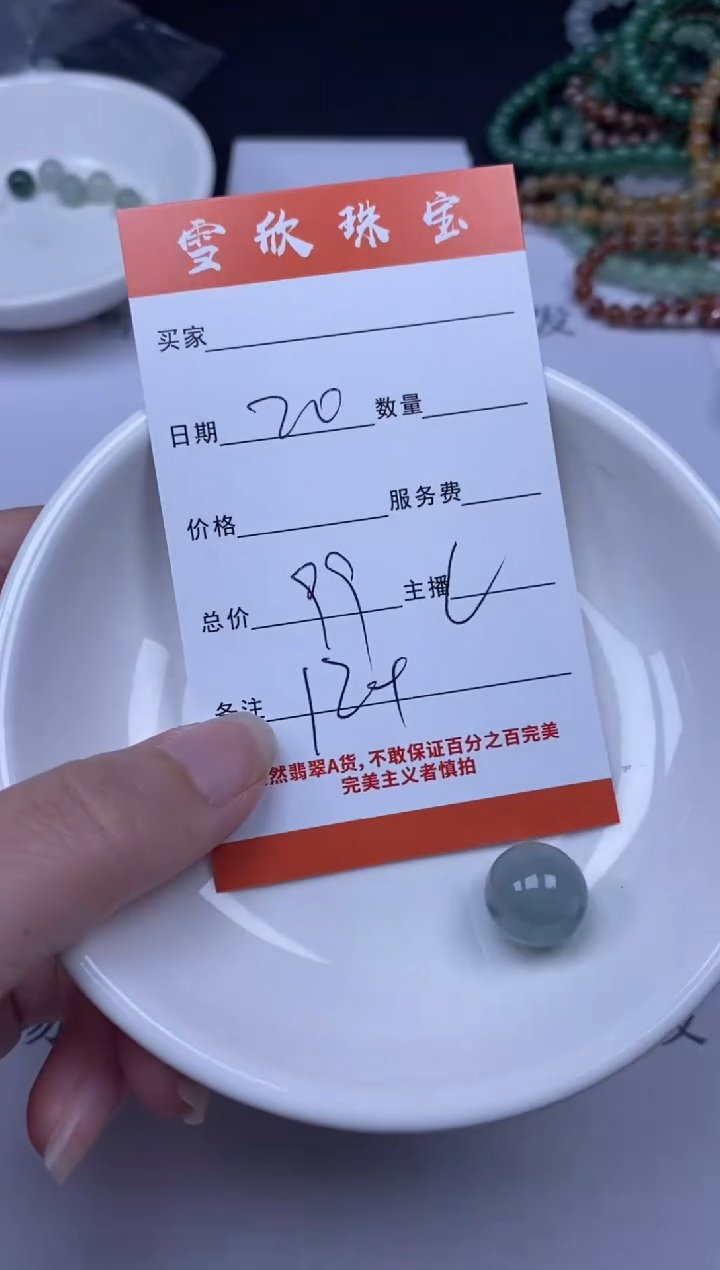 雪欣珠宝
买家
日期 20 数量
价格 服务费
总价 99 主播
备注 129
然翡翠A货,不敢保证百分之百完美
完美主义者慎拍
发